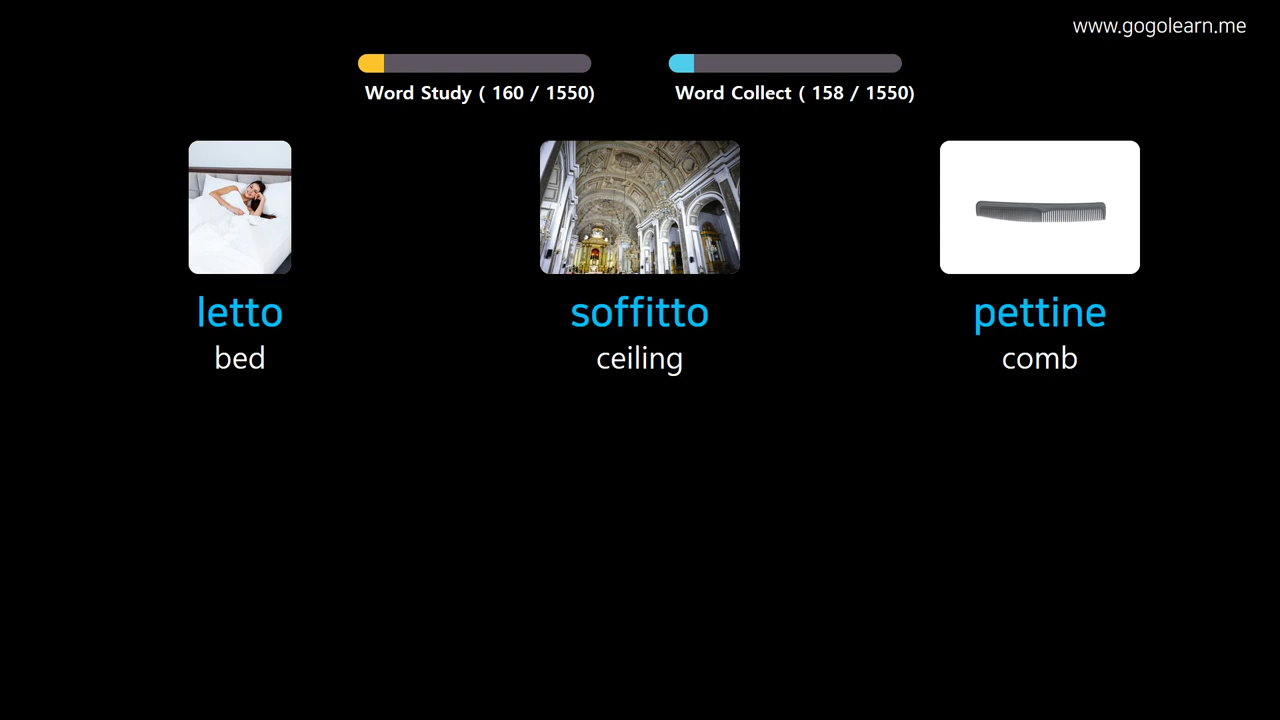 www.gogolearn.me
Word Study ( 160 / 1550)
Word Collect ( 158 / 1550)
letto
bed
soffitto
ceiling
pettine
comb